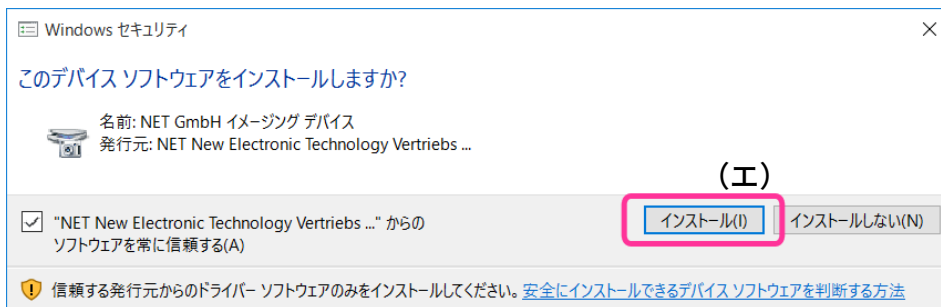 Windows セキュリティ
このデバイス ソフトウェアをインストールしますか?
名前: NET GmbH イメージング デバイス
発行元: NET New Electronic Technology Vertriebs ...
（エ）
"NET New Electronic Technology Vertriebs ..." からの
ソフトウェアを常に信頼する(A)
インストール(I)
インストールしない(N)
信頼する発行元からのドライバー ソフトウェアのみをインストールしてください。安全にインストールできるデバイス ソフトウェアを判断する方法